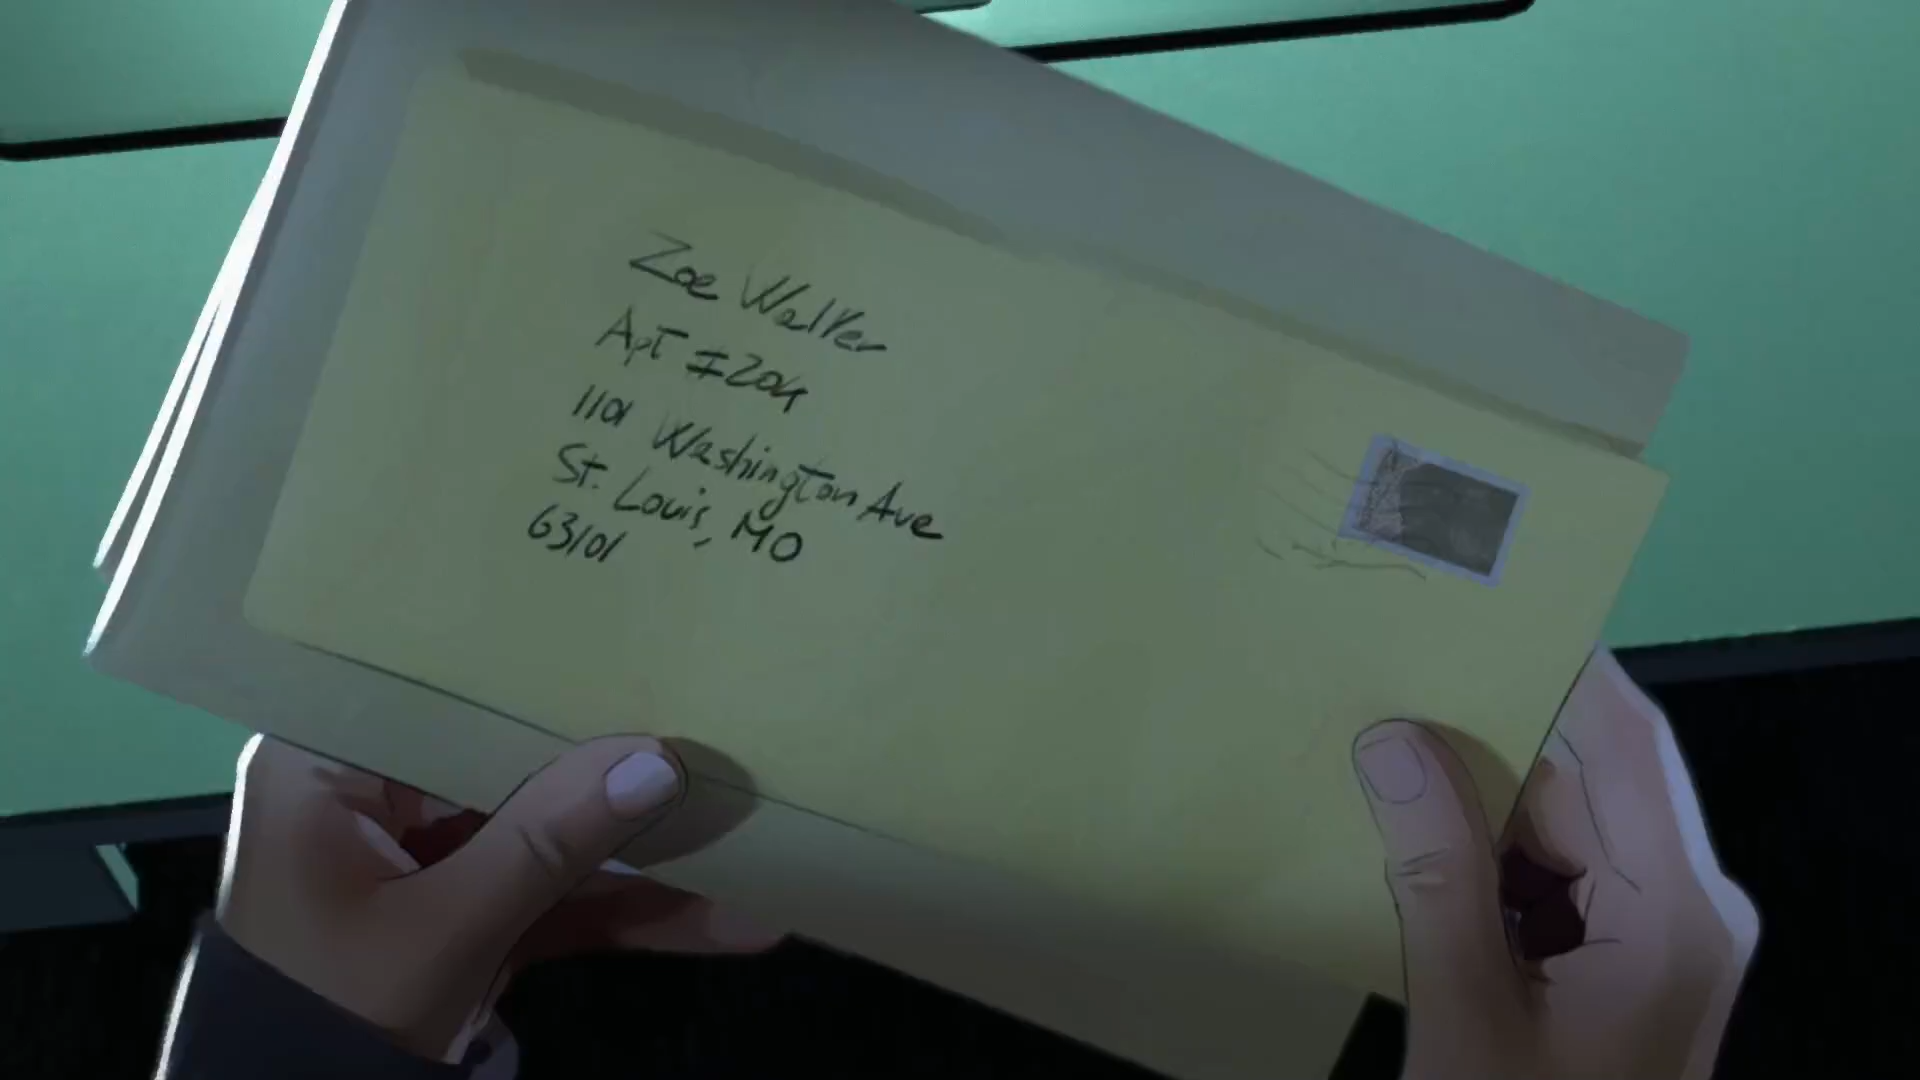 Zoe Walker
Apt #204
1101 Washington Ave
St. Louis, MO
63101